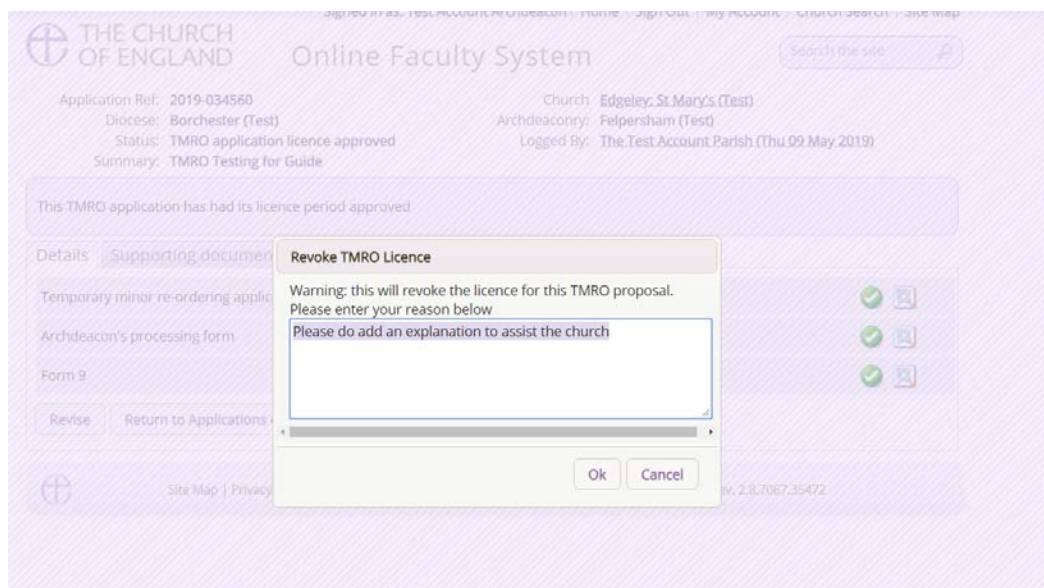 Signed in as: Test Account Archdeacon Home Sign Out My Account Church Search Site Map
THE CHURCH
OF ENGLAND
Online Faculty System
Search the site
Application Ref: 2019-034560
Church Edgeley: St Mary's (Test)
Diocese: Borchester (Test)
Archdeaconry: Felpersham (Test)
Status: TMRO application licence approved
Logged By: The Test Account Parish (Thu 09 May 2019)
Summary: TMRO Testing for Guide
This TMRO application has had its licence period approved
Details Supporting documen
Revoke TMRO Licence
Warning: this will revoke the licence for this TMRO proposal.
Please enter your reason below
Please do add an explanation to assist the church
Temporary minor re-ordering applic
Archdeacon's processing form
Form 9
Revise Return to Applications
Ok Cancel
Site Map | Privacy
ev. 2.8.7067.35472